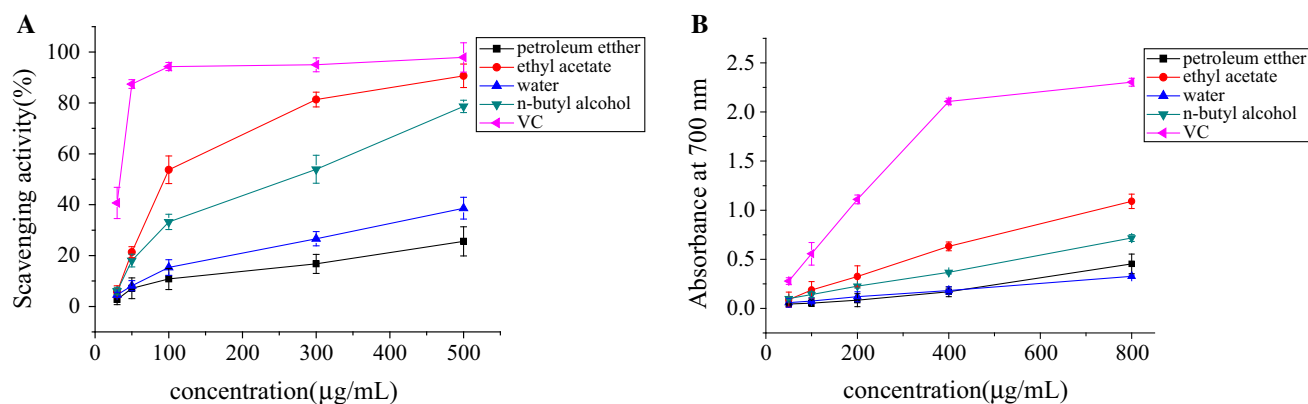 A
Scavenging activity(%)
100
80
60
40
20
0
0 100 200 300 400 500
concentration(μg/mL)
petroleum etther
ethyl acetate
water
n-butyl alcohol
VC
B
Absorbance at 700 nm
2.5
2.0
1.5
1.0
0.5
0.0
0 200 400 600 800
concentration(μg/mL)
petroleum etther
ethyl acetate
water
n-butyl alcohol
VC